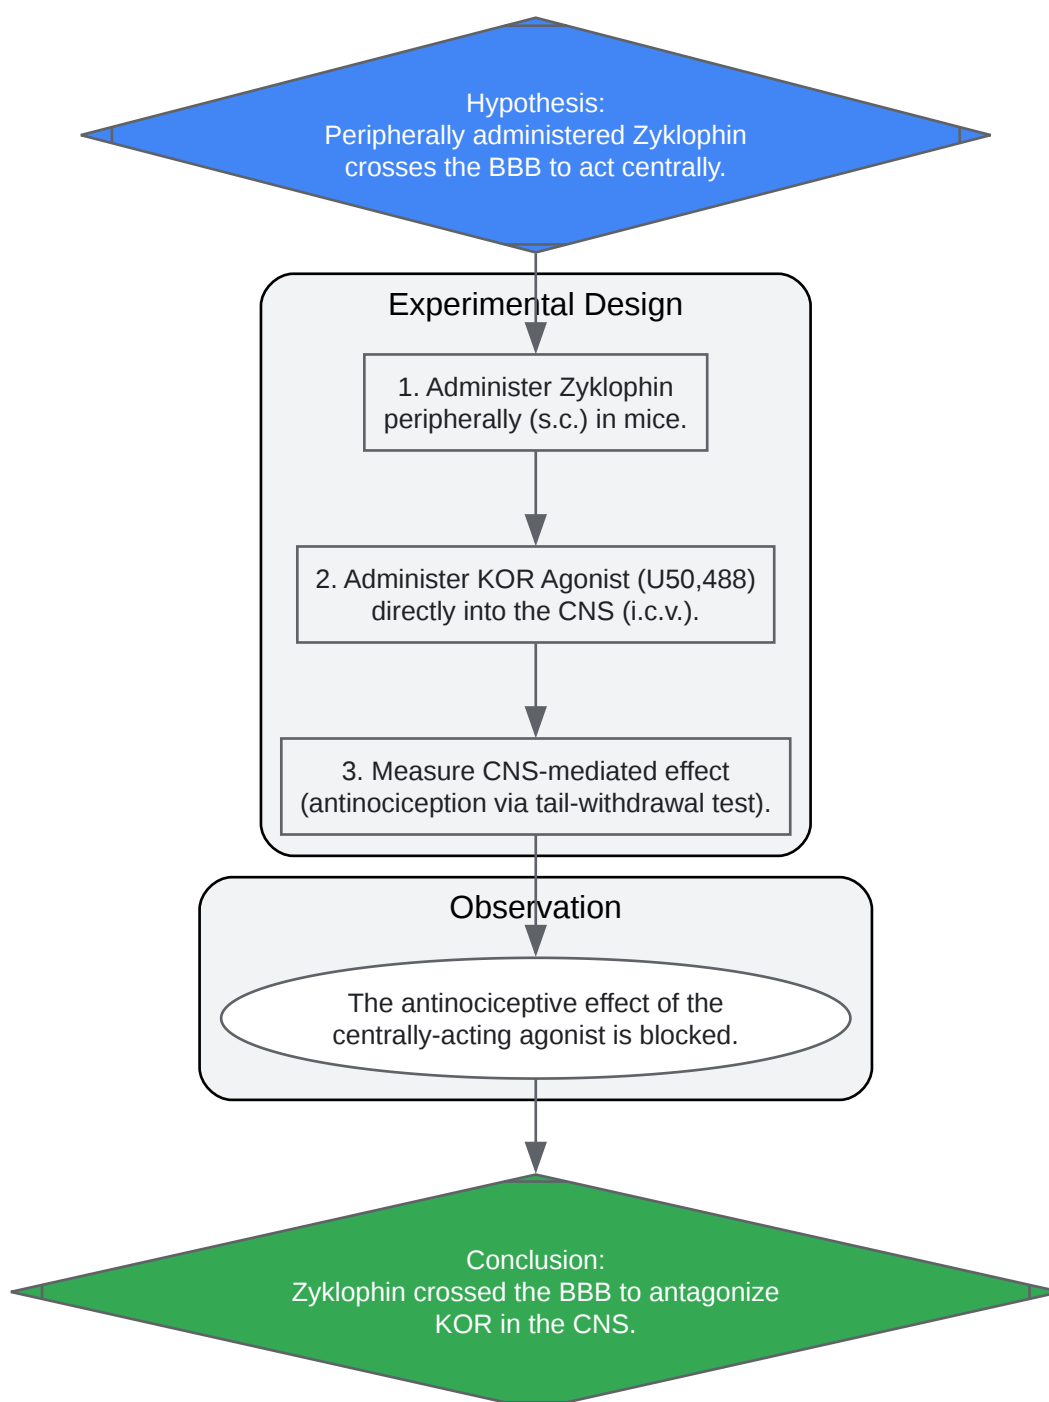 Hypothesis:
Peripherally administered Zyklophin
crosses the BBB to act centrally.
Experimental Design
1. Administer Zyklophin
peripherally (s.c.) in mice.
2. Administer KOR Agonist (U50,488)
directly into the CNS (i.c.v.).
3. Measure CNS-mediated effect
(antinociception via tail-withdrawal test).
Observation
The antinociceptive effect of the
centrally-acting agonist is blocked.
Conclusion:
Zyklophin crossed the BBB to antagonize
KOR in the CNS.